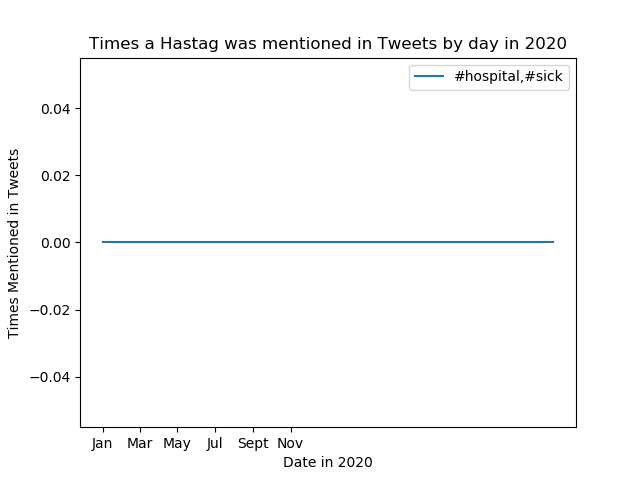 Times a Hastag was mentioned in Tweets by day in 2020
#hospital,#sick
0.04
0.02
0.00
−0.02
−0.04
Times Mentioned in Tweets
Jan Mar May Jul Sept Nov
Date in 2020